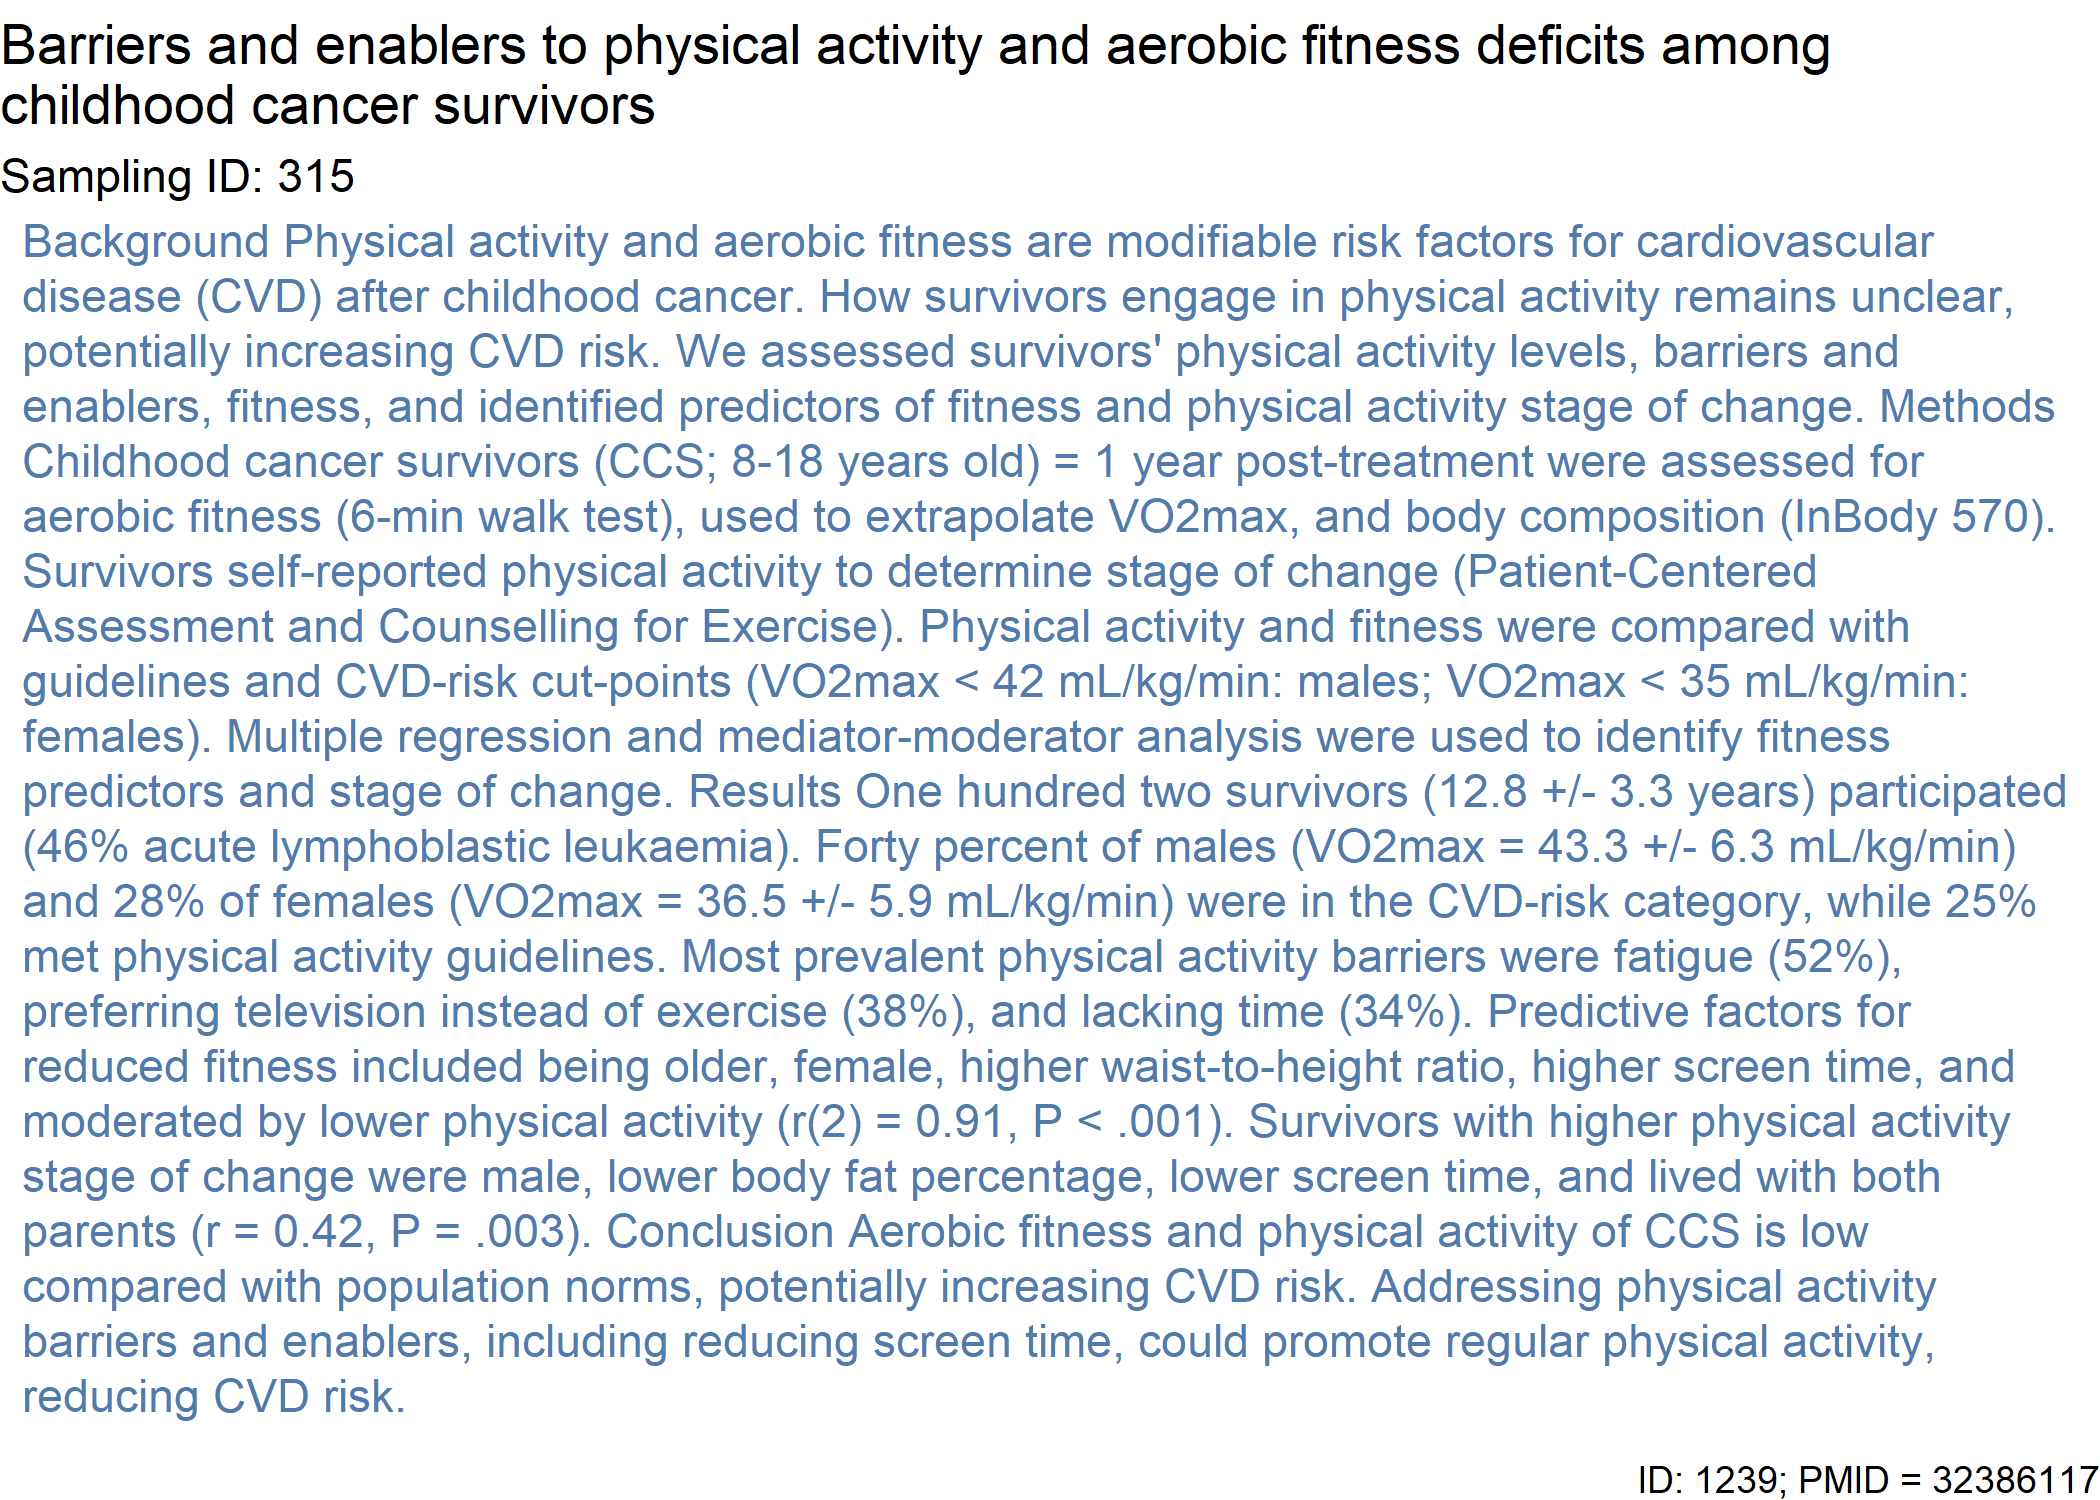 Barriers and enablers to physical activity and aerobic fitness deficits among
childhood cancer survivors
Sampling ID: 315
Background Physical activity and aerobic fitness are modifiable risk factors for cardiovascular
disease (CVD) after childhood cancer. How survivors engage in physical activity remains unclear,
potentially increasing CVD risk. We assessed survivors' physical activity levels, barriers and
enablers, fitness, and identified predictors of fitness and physical activity stage of change. Methods
Childhood cancer survivors (CCS; 8-18 years old) = 1 year post-treatment were assessed for
aerobic fitness (6-min walk test), used to extrapolate VO2max, and body composition (InBody 570).
Survivors self-reported physical activity to determine stage of change (Patient-Centered
Assessment and Counselling for Exercise). Physical activity and fitness were compared with
guidelines and CVD-risk cut-points (VO2max < 42 mL/kg/min: males; VO2max < 35 mL/kg/min:
females). Multiple regression and mediator-moderator analysis were used to identify fitness
predictors and stage of change. Results One hundred two survivors (12.8 +/- 3.3 years) participated
(46% acute lymphoblastic leukaemia). Forty percent of males (VO2max = 43.3 +/- 6.3 mL/kg/min)
and 28% of females (VO2max = 36.5 +/- 5.9 mL/kg/min) were in the CVD-risk category, while 25%
met physical activity guidelines. Most prevalent physical activity barriers were fatigue (52%),
preferring television instead of exercise (38%), and lacking time (34%). Predictive factors for
reduced fitness included being older, female, higher waist-to-height ratio, higher screen time, and
moderated by lower physical activity (r(2) = 0.91, P < .001). Survivors with higher physical activity
stage of change were male, lower body fat percentage, lower screen time, and lived with both
parents (r = 0.42, P = .003). Conclusion Aerobic fitness and physical activity of CCS is low
compared with population norms, potentially increasing CVD risk. Addressing physical activity
barriers and enablers, including reducing screen time, could promote regular physical activity,
reducing CVD risk.
ID: 1239; PMID = 32386117